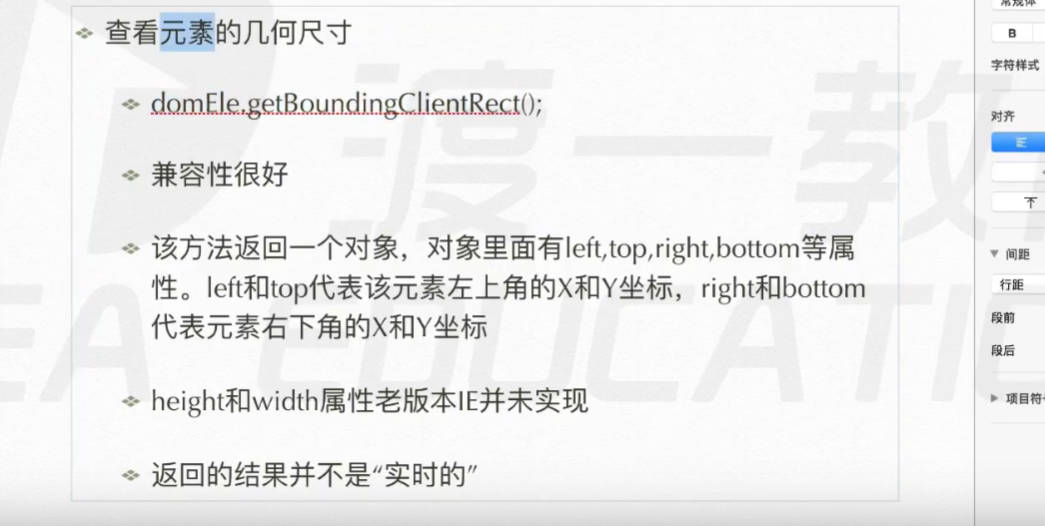 查看元素的几何尺寸
domEle.getBoundingClientRect();
兼容性很好
该方法返回一个对象，对象里面有left,top,right,bottom等属
性。left和top代表该元素左上角的X和Y坐标，right和bottom
代表元素右下角的X和Y坐标
height和width属性老版本IE并未实现
返回的结果并不是“实时的”
渡一教
EA EDUCATIO
常规体
B
字符样式
对齐
间距
行距
段前
段后
项目符